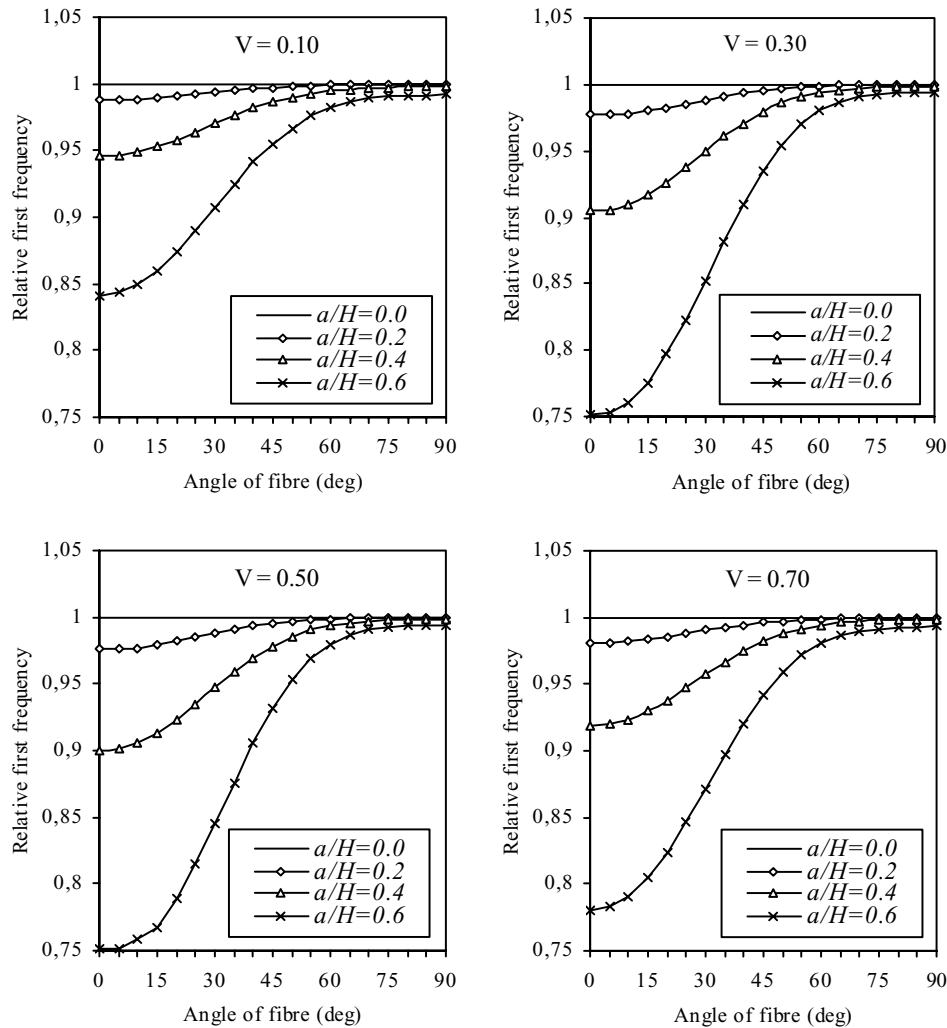 V = 0.10
Relative first frequency
1,05
1
0,95
0,9
0,85
0,8
0,75
a/H=0.0
a/H=0.2
a/H=0.4
a/H=0.6
0 15 30 45 60 75 90
Angle of fibre (deg)
V = 0.30
Relative first frequency
1,05
1
0,95
0,9
0,85
0,8
0,75
a/H=0.0
a/H=0.2
a/H=0.4
a/H=0.6
0 15 30 45 60 75 90
Angle of fibre (deg)
V = 0.50
Relative first frequency
1,05
1
0,95
0,9
0,85
0,8
0,75
a/H=0.0
a/H=0.2
a/H=0.4
a/H=0.6
0 15 30 45 60 75 90
Angle of fibre (deg)
V = 0.70
Relative first frequency
1,05
1
0,95
0,9
0,85
0,8
0,75
a/H=0.0
a/H=0.2
a/H=0.4
a/H=0.6
0 15 30 45 60 75 90
Angle of fibre (deg)